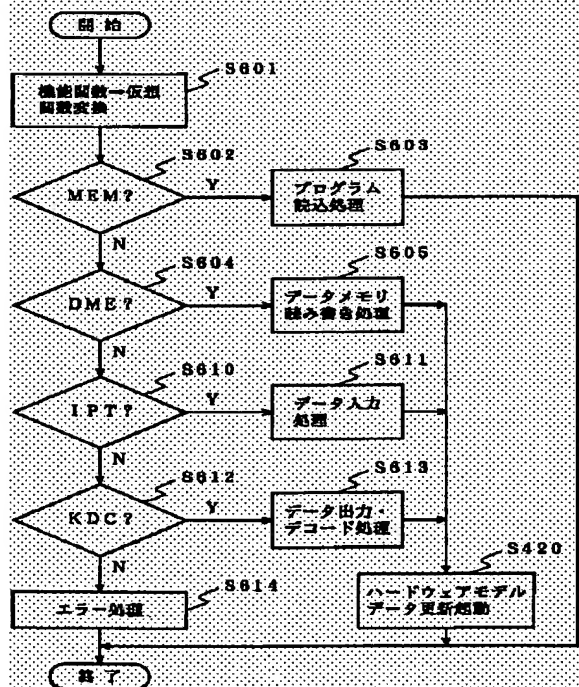 開始
S601
機能関数→仮想
関数変換
S602
MEM?
Y
S603
プログラム
読込処理
N
S604
DME?
Y
S605
データメモリ
読み書き処理
N
S610
IPT?
Y
S611
データ入力
処理
N
S612
KDC?
Y
S613
データ出力・
デコード処理
N
S614
エラー処理
S420
ハードウェアモデル
データ更新起動
終了